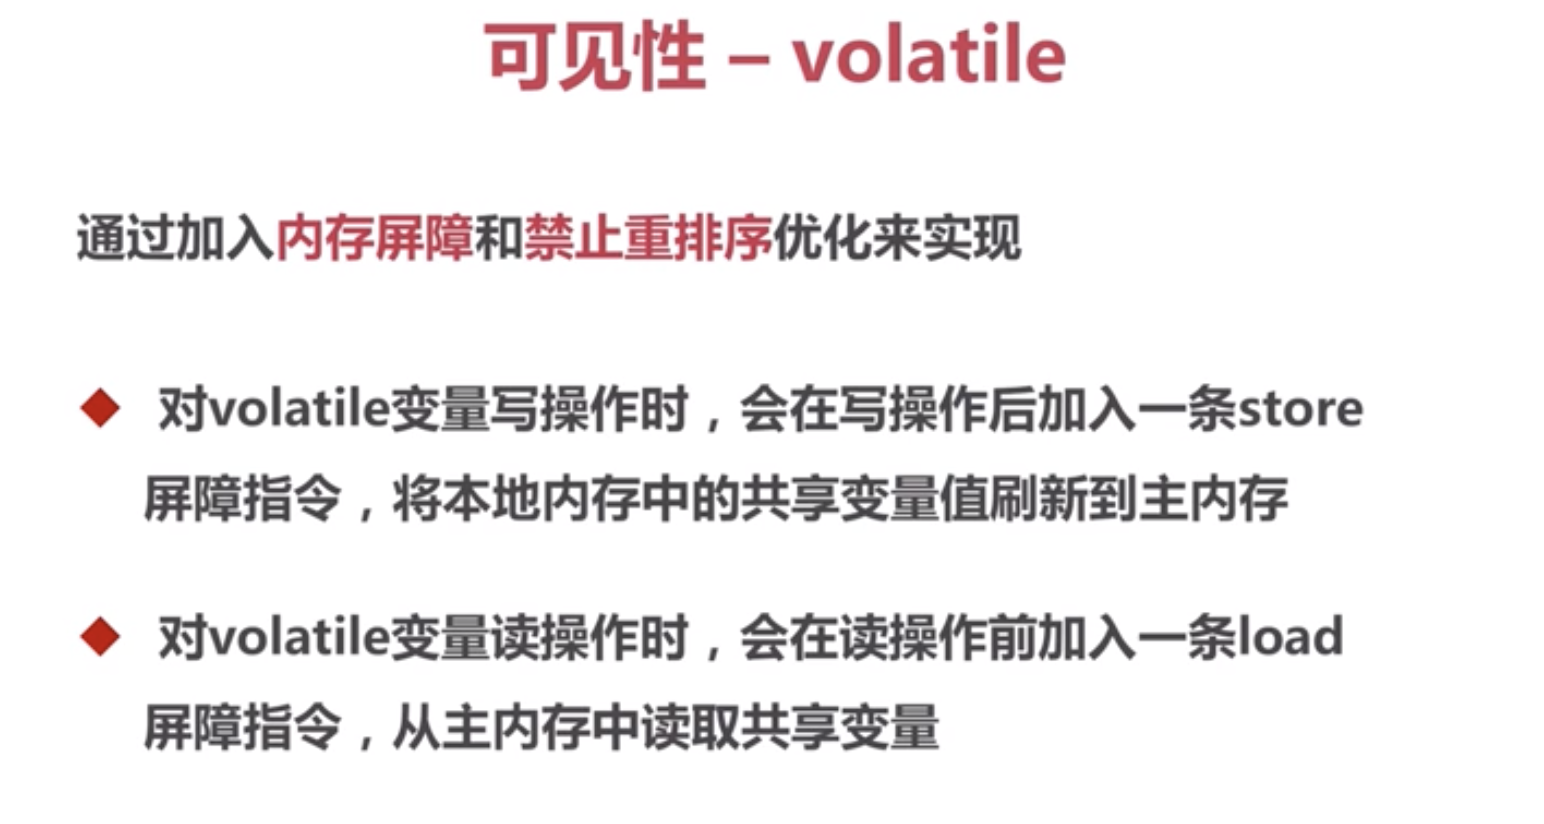 可见性 – volatile
通过加入内存屏障和禁止重排序优化来实现
对volatile变量写操作时，会在写操作后加入一条store
屏障指令，将本地内存中的共享变量值刷新到主内存
对volatile变量读操作时，会在读操作前加入一条load
屏障指令，从主内存中读取共享变量